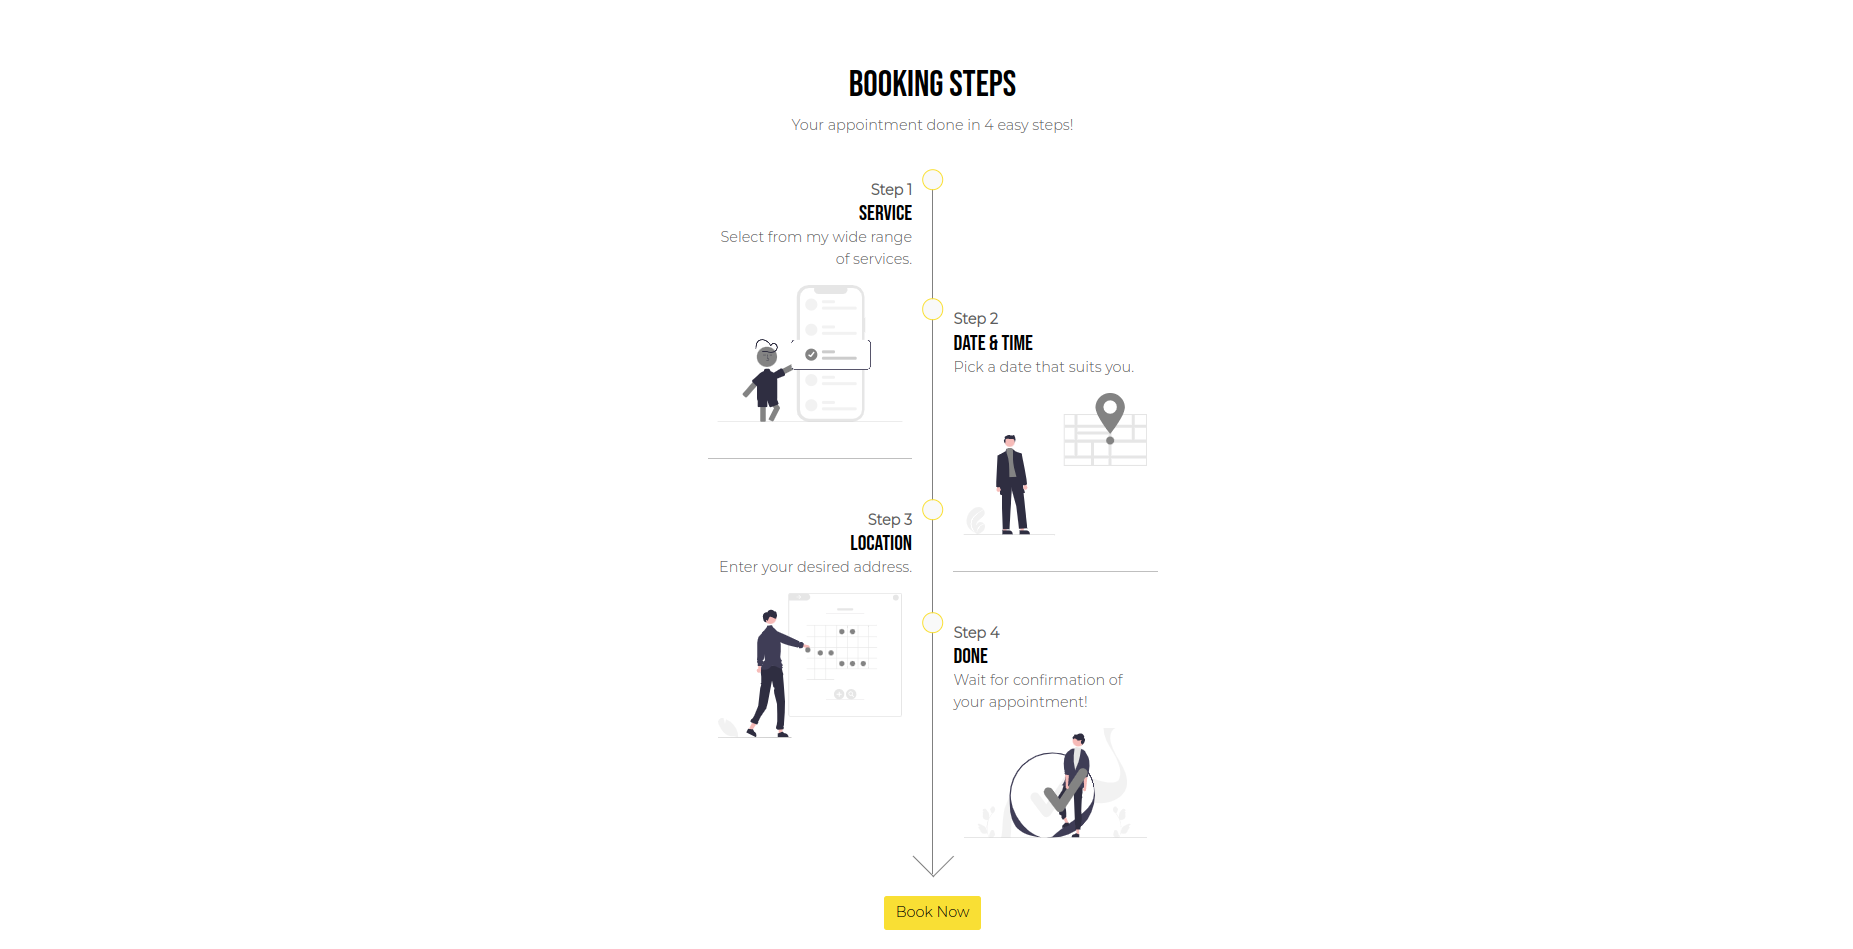 BOOKING STEPS
Your appointment done in 4 easy steps!
Step 1
SERVICE
Select from my wide range
of services.
Step 2
DATE & TIME
Pick a date that suits you.
Step 3
LOCATION
Enter your desired address.
Step 4
DONE
Wait for confirmation of
your appointment!
Book Now